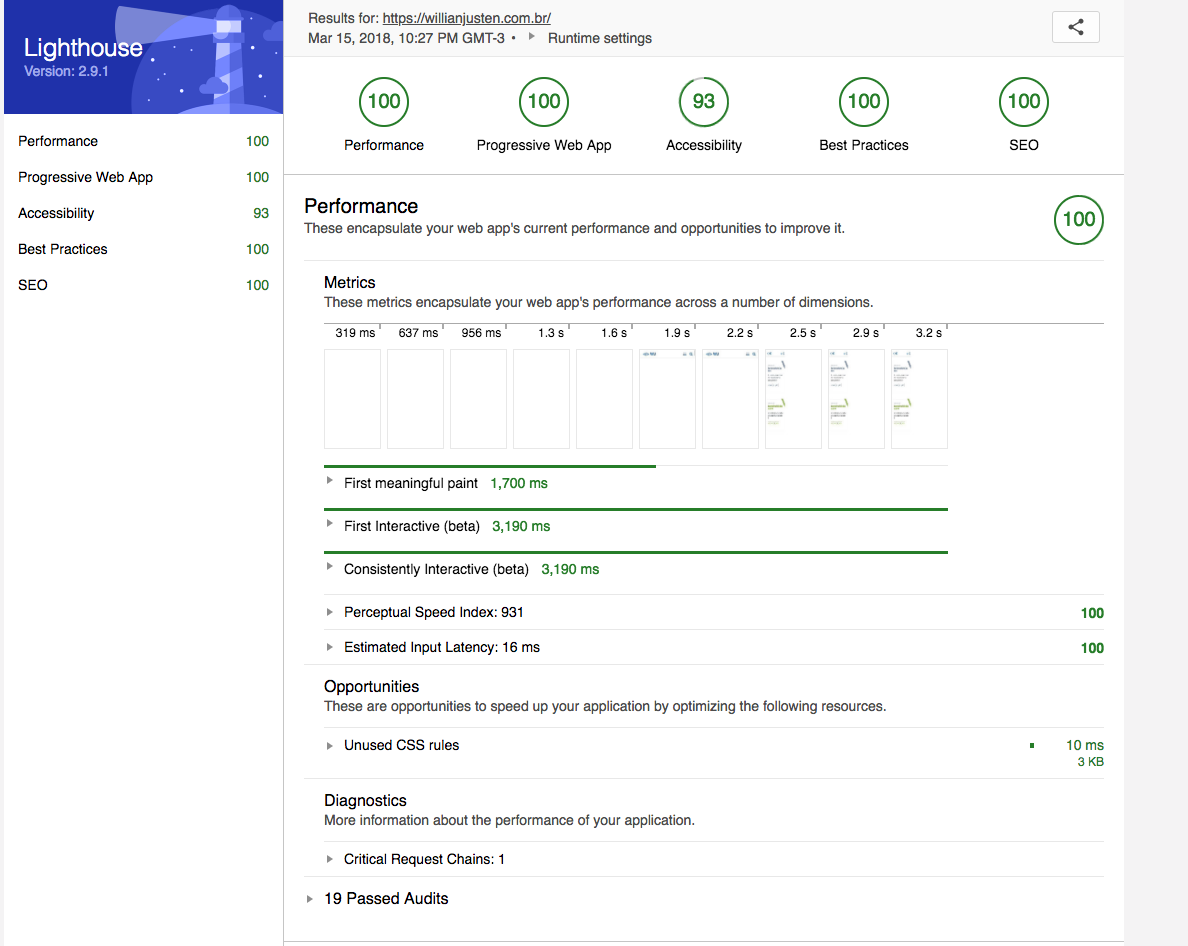 Lighthouse
Version: 2.9.1
Performance 100
Progressive Web App 100
Accessibility 93
Best Practices 100
SEO 100
Results for: https://willianjusten.com.br/
Mar 15, 2018, 10:27 PM GMT-3 • Runtime settings
100 100 93 100 100
Performance Progressive Web App Accessibility Best Practices SEO
Performance
These encapsulate your web app's current performance and opportunities to improve it.
100
Metrics
These metrics encapsulate your web app's performance across a number of dimensions.
319 ms 637 ms 956 ms 1.3 s 1.6 s 1.9 s 2.2 s 2.5 s 2.9 s 3.2 s
First meaningful paint 1,700 ms
First Interactive (beta) 3,190 ms
Consistently Interactive (beta) 3,190 ms
Perceptual Speed Index: 931 100
Estimated Input Latency: 16 ms 100
Opportunities
These are opportunities to speed up your application by optimizing the following resources.
Unused CSS rules 10 ms
3 KB
Diagnostics
More information about the performance of your application.
Critical Request Chains: 1
19 Passed Audits